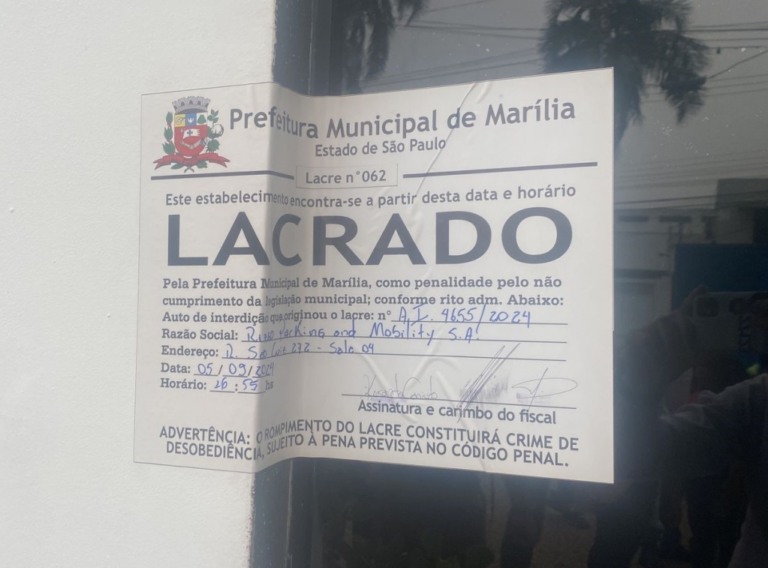 Prefeitura Municipal de Marília
Estado de São Paulo
Lacre n°062
Este estabelecimento encontra-se a partir desta data e horário
LACRADO
Pela Prefeitura Municipal de Marília, como penalidade pelo não
cumprimento da legislação municipal; conforme rito adm. Abaixo:
Auto de interdição que originou o lacre: n° A.I. 4655/2024
Razão Social: Parking and Mobility S.A.
Endereço: R. São Luiz - Sala 04
Data: 05/09/2024
Horário: : 55 hs
Assinatura e carimbo do fiscal
ADVERTÊNCIA: O ROMPIMENTO DO LACRE CONSTITUIRÁ CRIME DE
DESOBEDIÊNCIA, SUJEITO À PENA PREVISTA NO CÓDIGO PENAL.